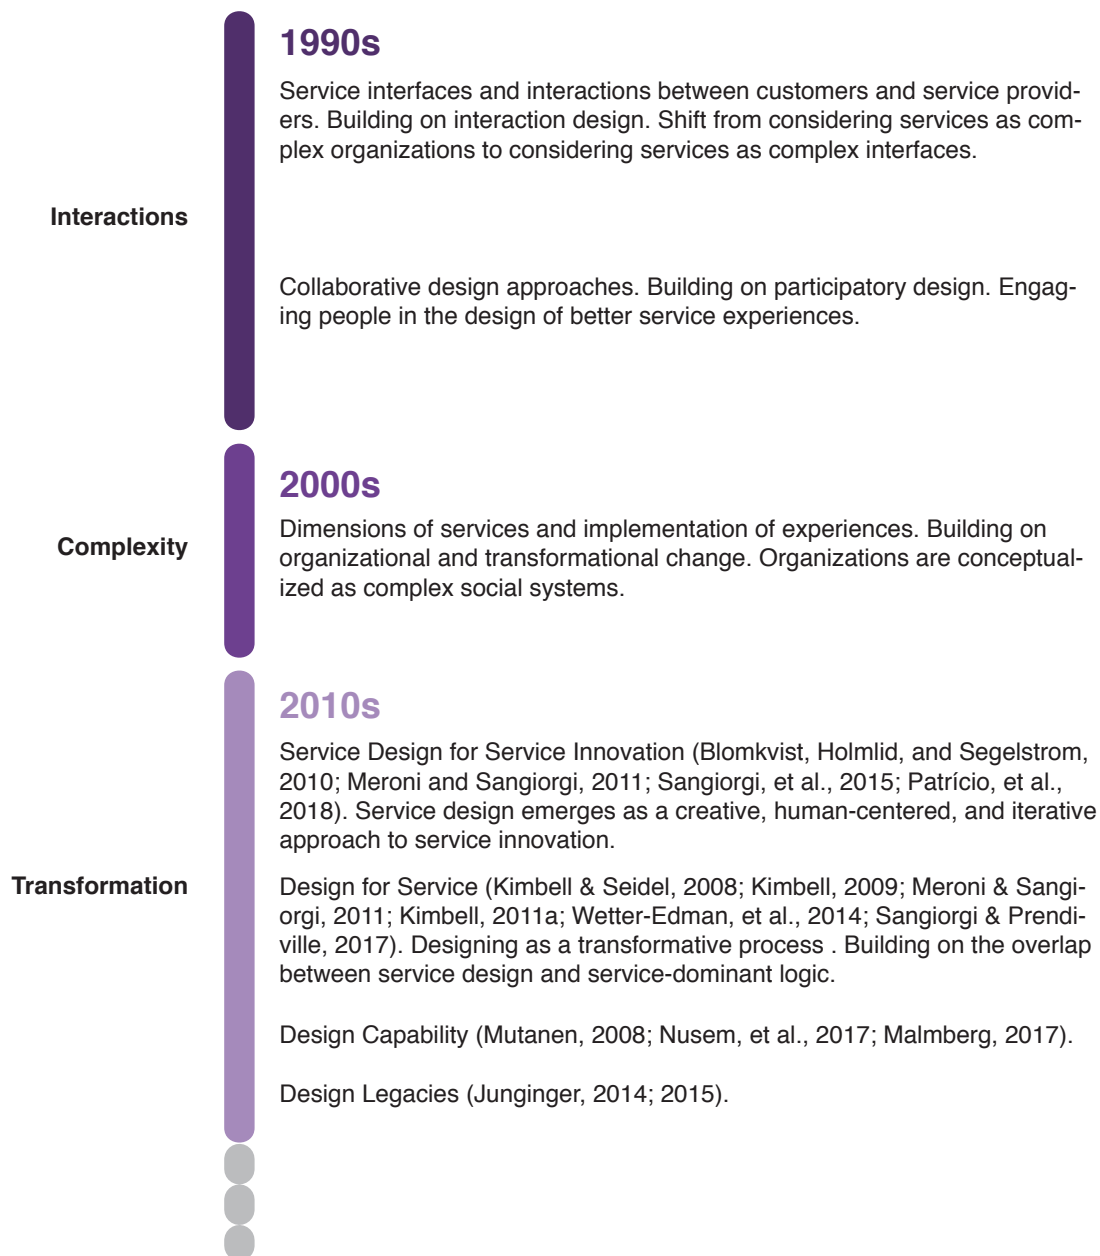 1990s
Service interfaces and interactions between customers and service provid-
ers. Building on interaction design. Shift from considering services as com-
plex organizations to considering services as complex interfaces.
Interactions
Collaborative design approaches. Building on participatory design. Engag-
ing people in the design of better service experiences.
2000s
Complexity
Dimensions of services and implementation of experiences. Building on
organizational and transformational change. Organizations are conceptual-
ized as complex social systems.
2010s
Service Design for Service Innovation (Blomkvist, Holmlid, and Segelstrom,
2010; Meroni and Sangiorgi, 2011; Sangiorgi, et al., 2015; Patrício, et al.,
2018). Service design emerges as a creative, human-centered, and iterative
approach to service innovation.
Transformation
Design for Service (Kimbell & Seidel, 2008; Kimbell, 2009; Meroni & Sangi-
orgi, 2011; Kimbell, 2011a; Wetter-Edman, et al., 2014; Sangiorgi & Prendi-
ville, 2017). Designing as a transformative process . Building on the overlap
between service design and service-dominant logic.
Design Capability (Mutanen, 2008; Nusem, et al., 2017; Malmberg, 2017).
Design Legacies (Junginger, 2014; 2015).